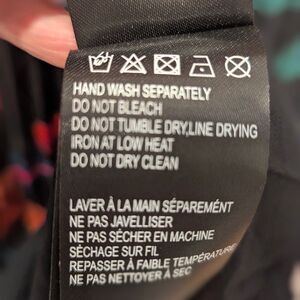 HAND WASH SEPARATELY
DO NOT BLEACH
DO NOT TUMBLE DRY,LINE DRYING
IRON AT LOW HEAT
DO NOT DRY CLEAN
LAVER À LA MAIN SÉPARÉMENT
NE PAS JAVELLISER
NE PAS SÉCHER EN MACHINE
SÉCHAGE SUR FIL
REPASSER À FAIBLE TEMPÉRATURE
NE PAS NETTOYER À SEC